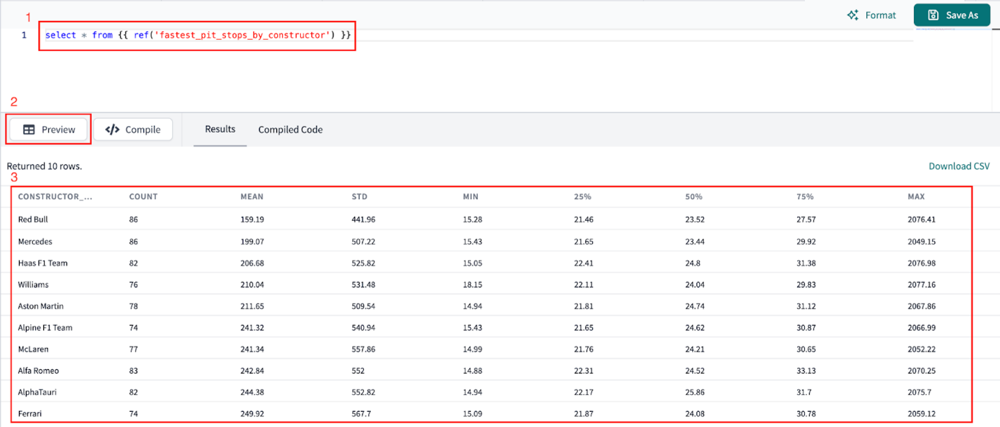 1
Format
Save As
1 select * from {{ ref('fastest_pit_stops_by_constructor') }}
2
Preview
Compile
Results
Compiled Code
Returned 10 rows.
Download CSV
3
CONSTRUCTOR_... COUNT MEAN STD MIN 25% 50% 75% MAX
Red Bull 86 159.19 441.96 15.28 21.46 23.52 27.57 2076.41
Mercedes 86 199.07 507.22 15.43 21.65 23.44 29.92 2049.15
Haas F1 Team 82 206.68 525.82 15.05 22.41 24.8 31.38 2076.98
Williams 76 210.04 531.48 18.15 22.11 24.04 29.83 2077.16
Aston Martin 78 211.65 509.54 14.94 21.81 24.74 31.12 2067.86
Alpine F1 Team 74 241.32 540.94 15.43 21.65 24.62 30.87 2066.99
McLaren 77 241.34 557.86 14.99 21.76 24.21 30.65 2052.22
Alfa Romeo 83 242.84 552 14.88 22.31 24.52 33.13 2070.25
AlphaTauri 82 244.38 552.82 14.94 22.17 25.86 31.7 2075.7
Ferrari 74 249.92 567.7 15.09 21.87 24.08 30.78 2059.12